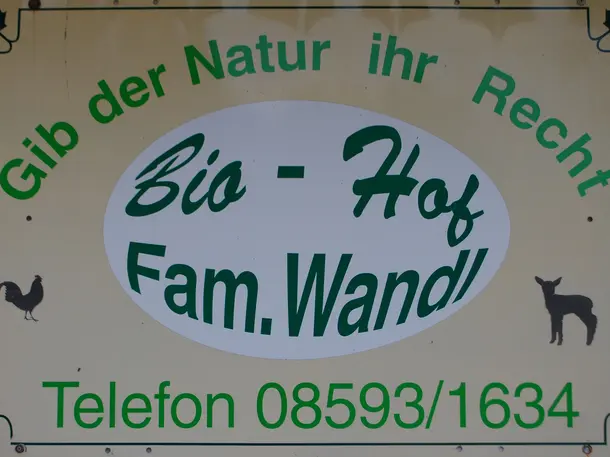 Gib der Natur ihr Recht
Bio - Hof
Fam. Wandl
Telefon 08593/1634